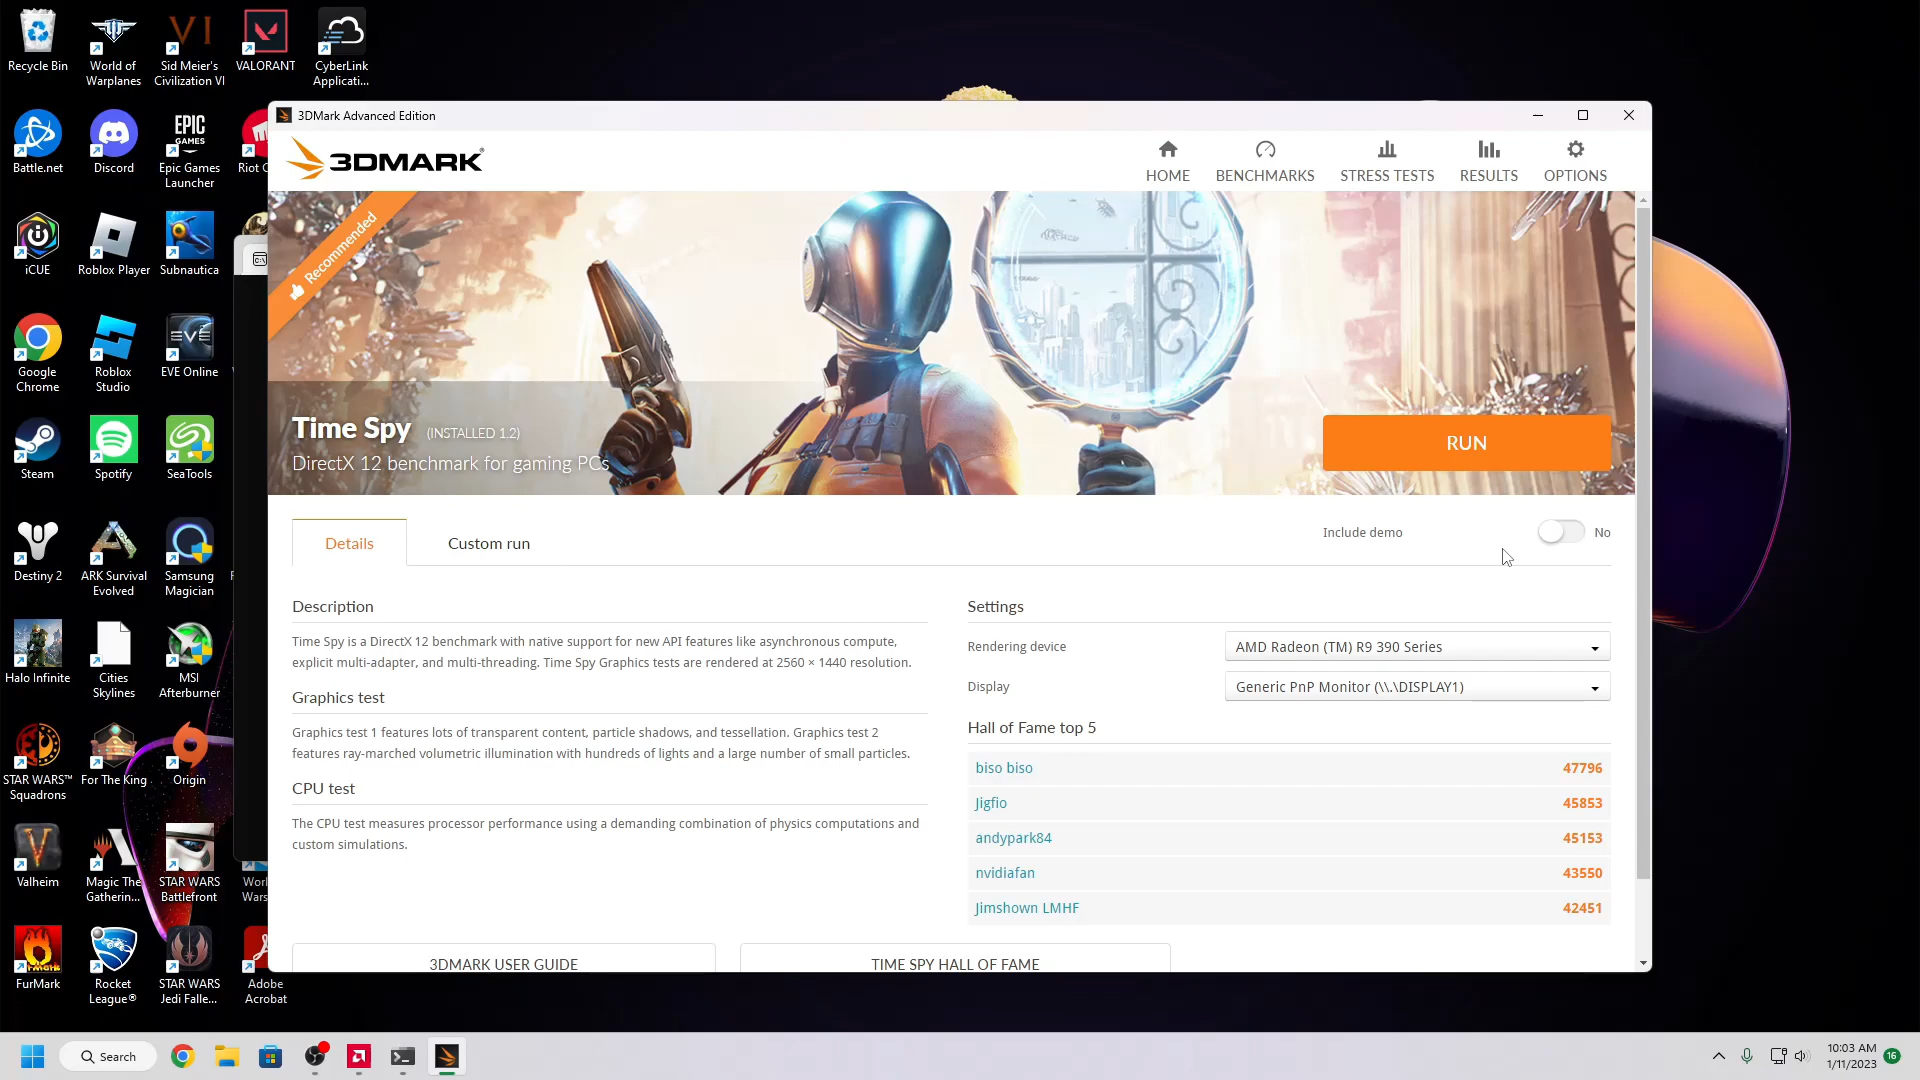 Recycle Bin
World of
Warplanes
Sid Meier's
Civilization VI
VALORANT
CyberLink
Applicati...
Battle.net
Discord
EPIC
GAMES
Epic Games
Launcher
Riot C
iCUE
Roblox Player
Subnautica
Google
Chrome
Roblox
Studio
EVE
EVE Online
Steam
Spotify
SeaTools
Destiny 2
ARK Survival
Evolved
Samsung
Magician
Halo Infinite
Cities
Skylines
MSI
Afterburner
STAR WARS™
Squadrons
For The King
Origin
Valheim
Magic The
Gatherin...
STAR WARS
Battlefront
Worl
Wars
FurMark
Rocket
League®
STAR WARS
Jedi Falle...
Adobe
Acrobat
3DMark Advanced Edition
3DMARK®
HOME
BENCHMARKS
STRESS TESTS
RESULTS
OPTIONS
Recommended
Time Spy (INSTALLED 1.2)
DirectX 12 benchmark for gaming PCs
RUN
Details
Custom run
Include demo
No
Description
Time Spy is a DirectX 12 benchmark with native support for new API features like asynchronous compute,
explicit multi-adapter, and multi-threading. Time Spy Graphics tests are rendered at 2560 × 1440 resolution.
Graphics test
Graphics test 1 features lots of transparent content, particle shadows, and tessellation. Graphics test 2
features ray-marched volumetric illumination with hundreds of lights and a large number of small particles.
CPU test
The CPU test measures processor performance using a demanding combination of physics computations and
custom simulations.
Settings
Rendering device
AMD Radeon (TM) R9 390 Series
Display
Generic PnP Monitor (\\.\DISPLAY1)
Hall of Fame top 5
biso biso 47796
Jigfio 45853
andypark84 45153
nvidiafan 43550
Jimshown LMHF 42451
3DMARK USER GUIDE
TIME SPY HALL OF FAME
Search
10:03 AM
1/11/2023
16